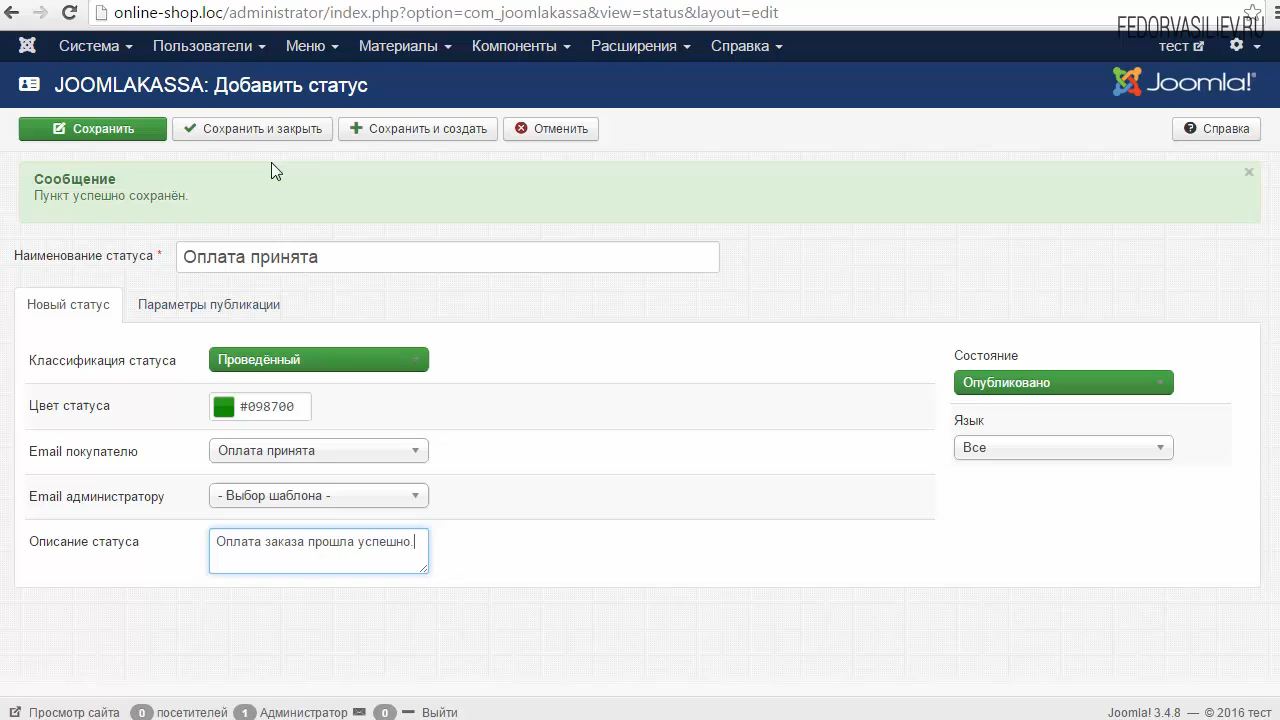 online-shop.loc/administrator/index.php?option=com_joomlakassa&view=status&layout=edit
FEDORVASILIEV.RU
Система Пользователи Меню Материалы Компоненты Расширения Справка тест
JOOMLAKASSA: Добавить статус
Joomla!
Сохранить Сохранить и закрыть Сохранить и создать Отменить Справка
Сообщение
Пункт успешно сохранён.
Наименование статуса * Оплата принята
Новый статус Параметры публикации
Классификация статуса Проведённый
Состояние
Опубликовано
Цвет статуса #098700
Язык
Все
Email покупателю Оплата принята
Email администратору - Выбор шаблона -
Описание статуса Оплата заказа прошла успешно.
Просмотр сайта 0 посетителей 1 Администратор 0 Выйти Joomla! 3.4.8 — © 2016 тест